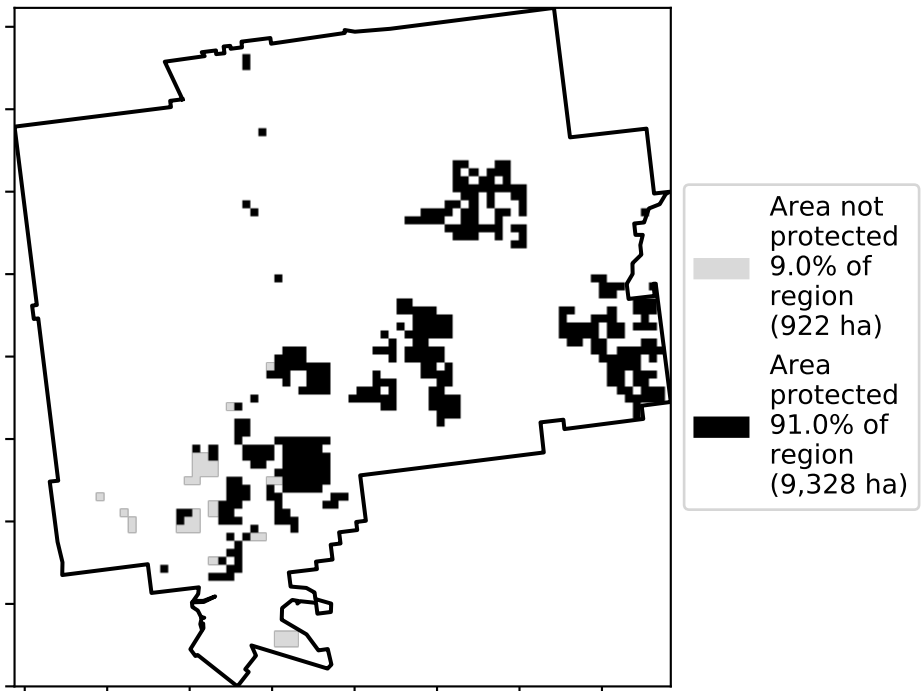 Area not
protected
9.0% of
region
(922 ha)
Area
protected
91.0% of
region
(9,328 ha)